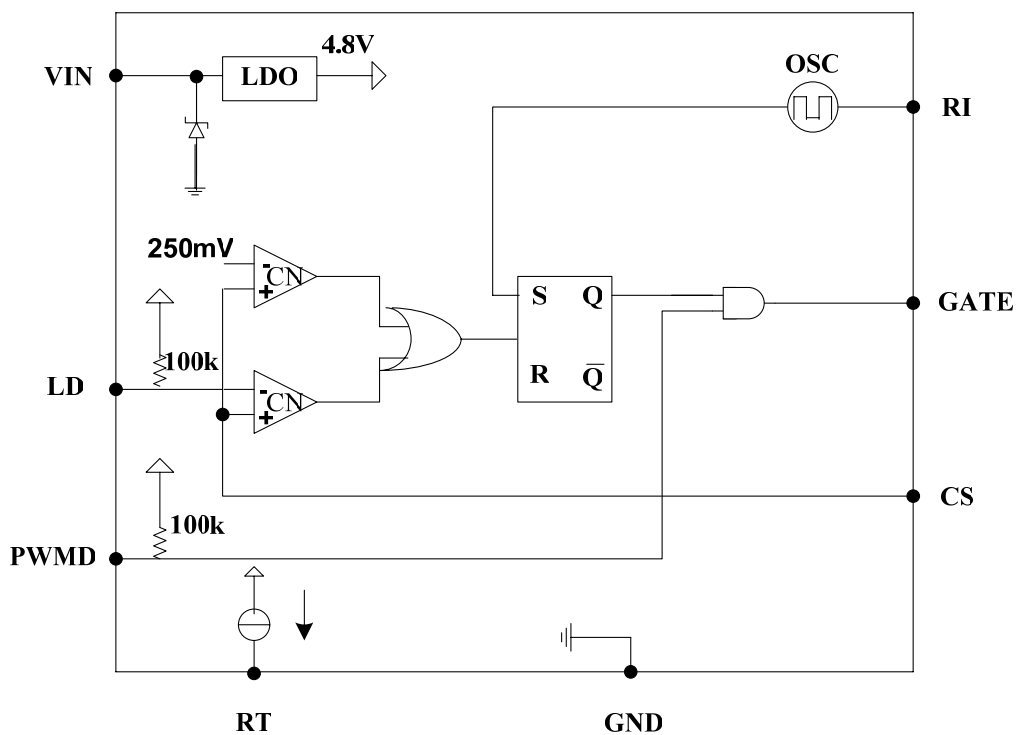 4.8V
VIN
LDO
OSC
RI
250mV
-
CN
+
S Q
GATE
100k
R Q̅
LD
-
CN
+
CS
100k
PWMD
RT
GND